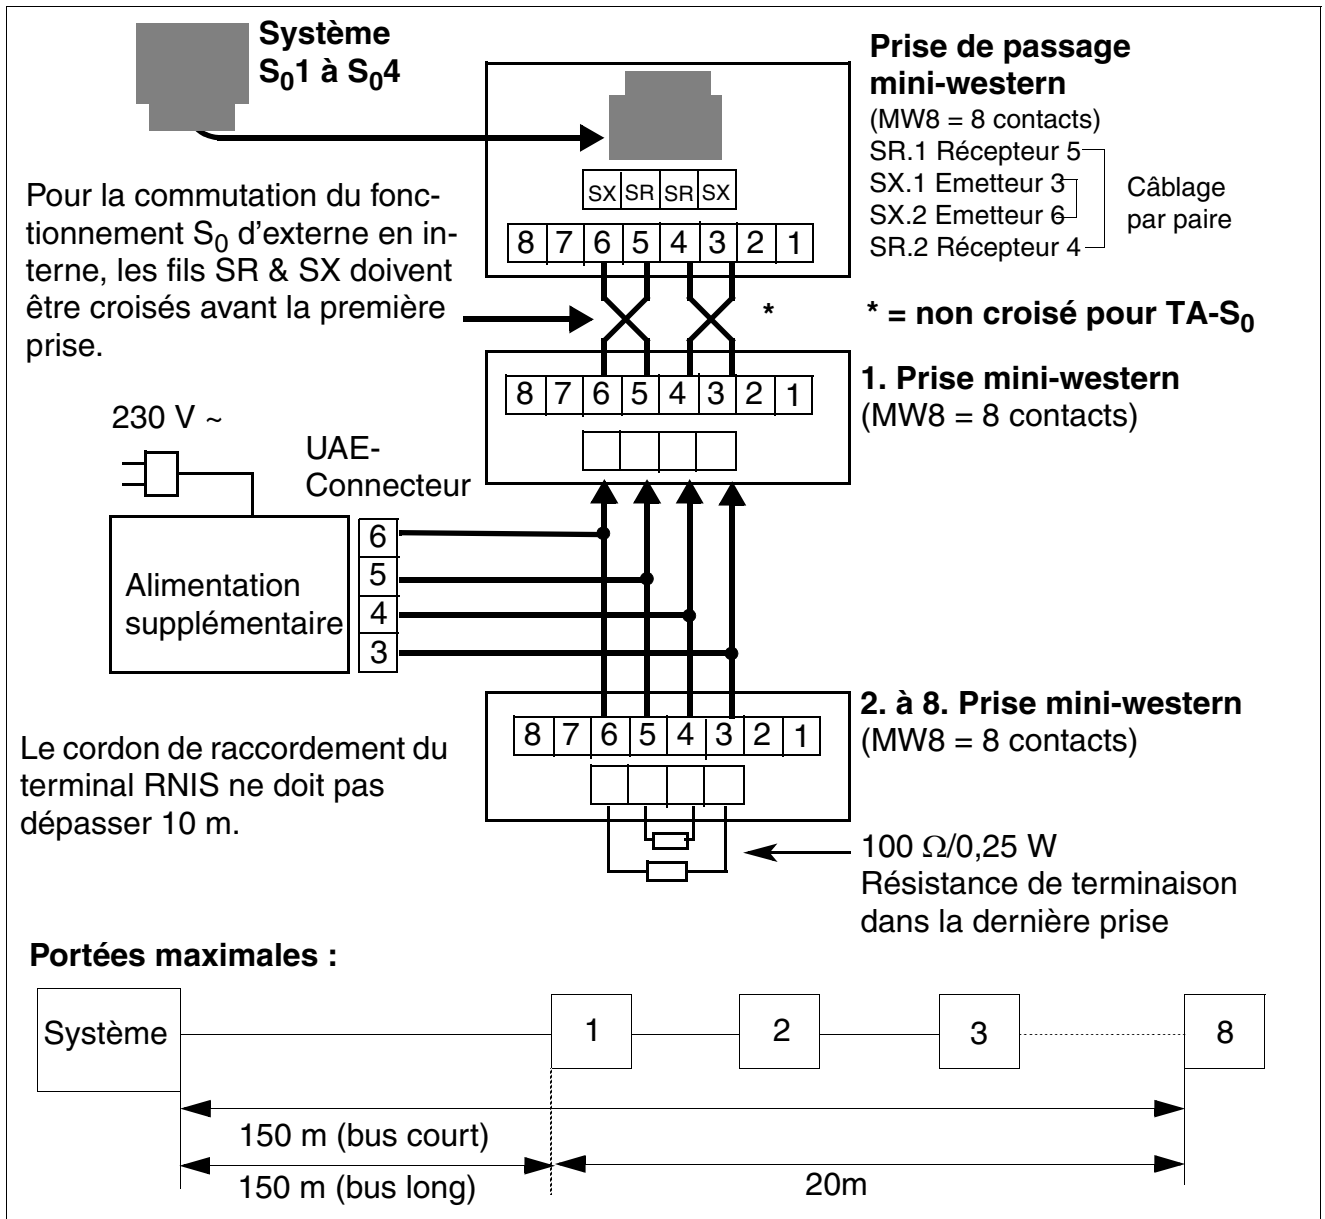 Système
S01 à S04
Prise de passage
mini-western
(MW8 = 8 contacts)
SR.1 Récepteur 5
SX.1 Emetteur 3
SX.2 Emetteur 6
SR.2 Récepteur 4
Câblage
par paire
SX SR SR SX
8 7 6 5 4 3 2 1
Pour la commutation du fonc-
tionnement S0 d'externe en in-
terne, les fils SR & SX doivent
être croisés avant la première
prise.
*
* = non croisé pour TA-S0
1. Prise mini-western
(MW8 = 8 contacts)
8 7 6 5 4 3 2 1
230 V ~
UAE-
Connecteur
Alimentation
supplémentaire
6
5
4
3
2. à 8. Prise mini-western
(MW8 = 8 contacts)
8 7 6 5 4 3 2 1
Le cordon de raccordement du
terminal RNIS ne doit pas
dépasser 10 m.
100 Ω/0,25 W
Résistance de terminaison
dans la dernière prise
Portées maximales :
Système
1
2
3
8
150 m (bus court)
150 m (bus long)
20m